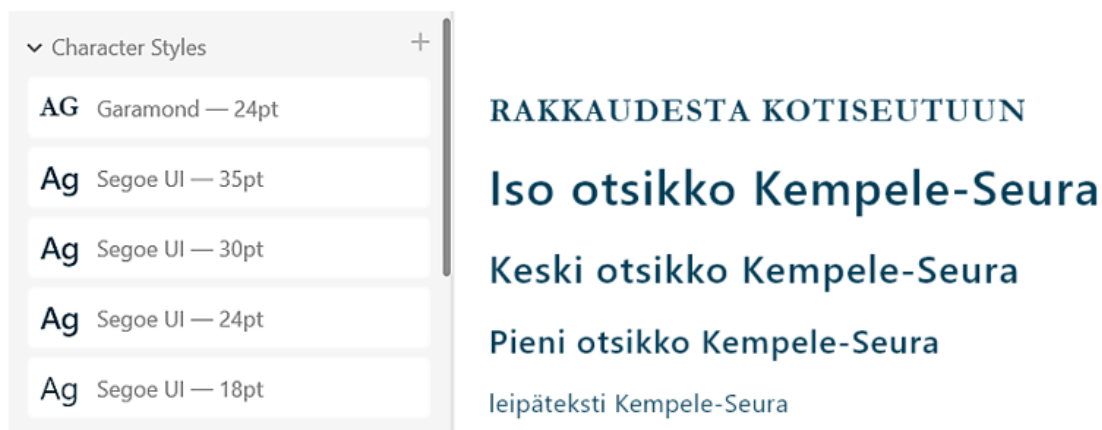 Character Styles
AG Garamond — 24pt
Ag Segoe UI — 35pt
Ag Segoe UI — 30pt
Ag Segoe UI — 24pt
Ag Segoe UI — 18pt
RAKKAUDESTA KOTISEUTUUN
Iso otsikko Kempele-Seura
Keski otsikko Kempele-Seura
Pieni otsikko Kempele-Seura
leipäteksti Kempele-Seura